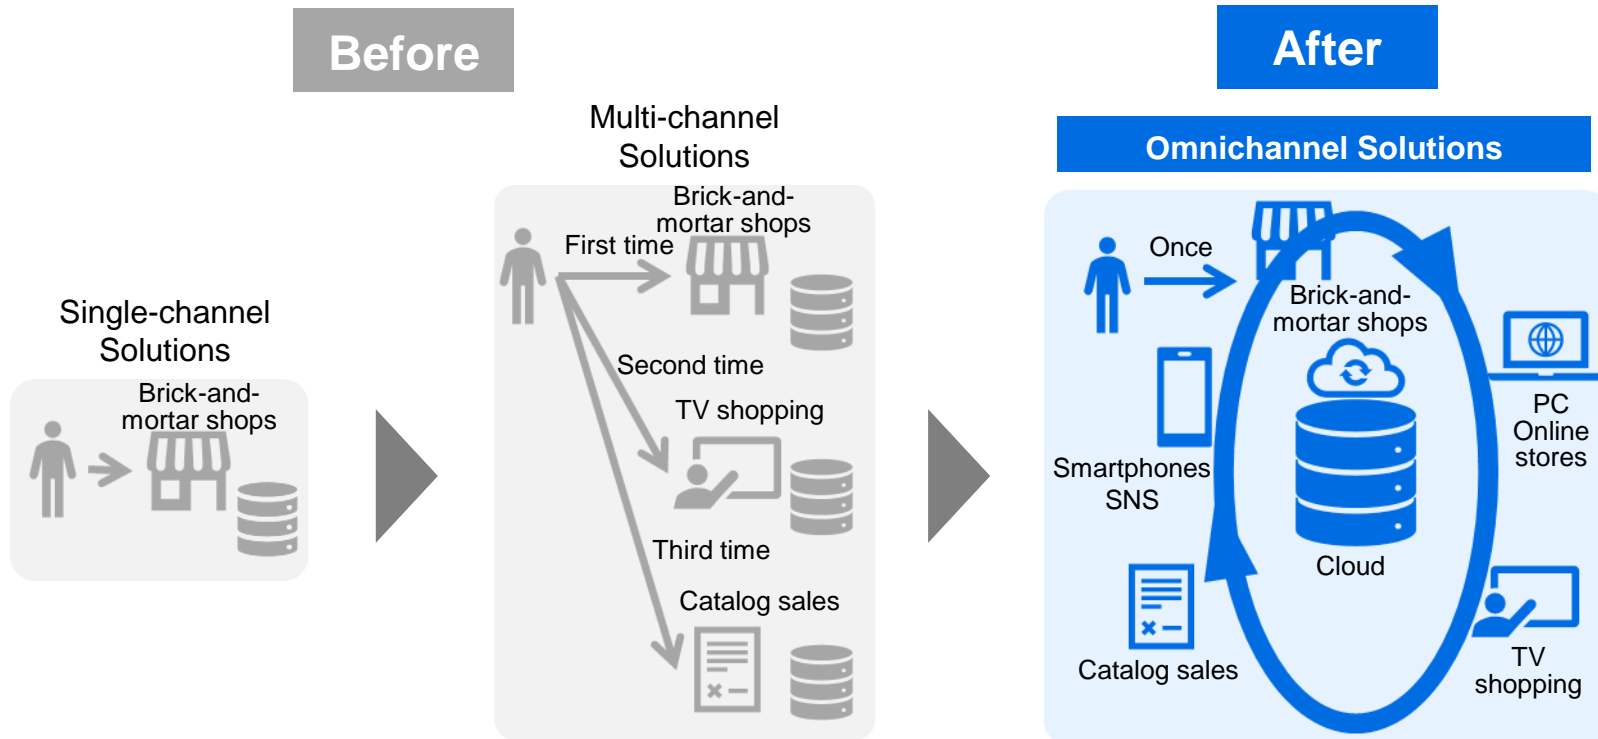 Before
After
Multi-channel
Solutions
Omnichannel Solutions
Single-channel
Solutions
Brick-and-
mortar shops
Brick-and-
mortar shops
First time
Second time
TV shopping
Third time
Catalog sales
Once
Brick-and-
mortar shops
PC
Online
stores
Smartphones
SNS
Cloud
Catalog sales
TV
shopping